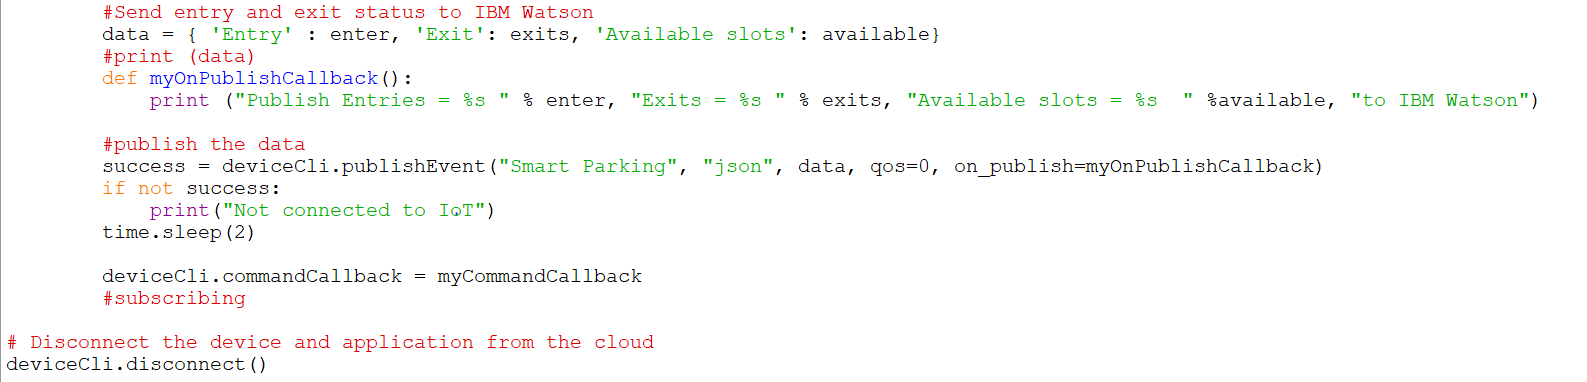 #Send entry and exit status to IBM Watson
data = { 'Entry' : enter, 'Exit': exits, 'Available slots': available}
#print (data)
def myOnPublishCallback():
print ("Publish Entries = %s " % enter, "Exits = %s " % exits, "Available slots = %s  " %available, "to IBM Watson")
#publish the data
success = deviceCli.publishEvent("Smart Parking", "json", data, qos=0, on_publish=myOnPublishCallback)
if not success:
print("Not connected to IoT")
time.sleep(2)
deviceCli.commandCallback = myCommandCallback
#subscribing
# Disconnect the device and application from the cloud
deviceCli.disconnect()